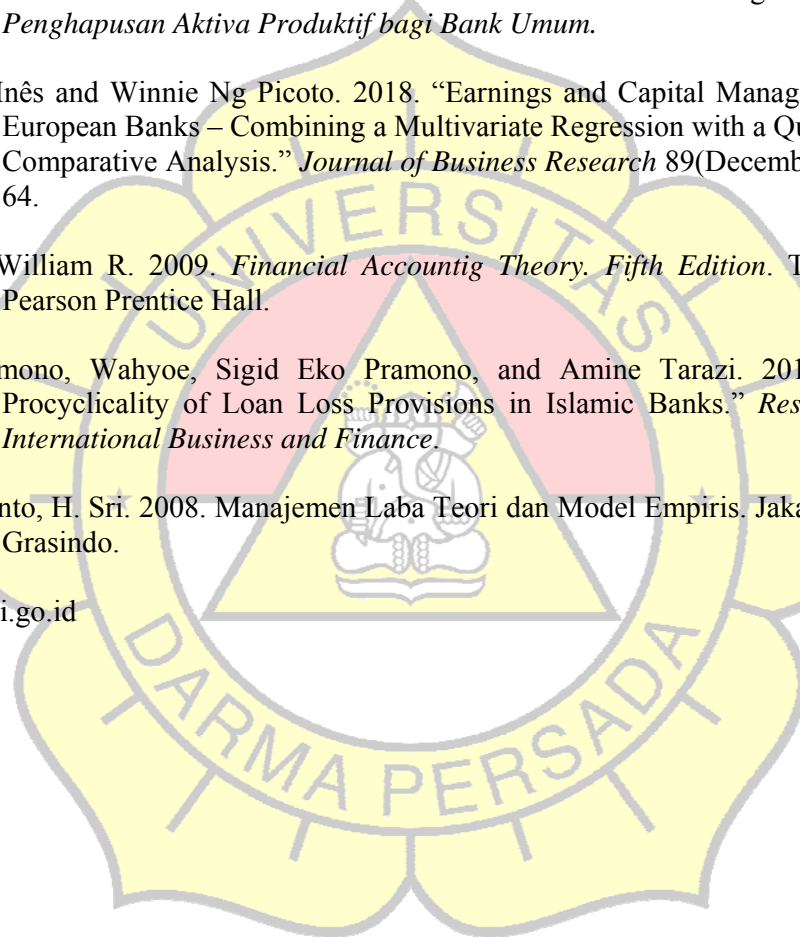 Penghapusan Aktiva Produktif bagi Bank Umum.
Inês and Winnie Ng Picoto. 2018. “Earnings and Capital Manag
European Banks – Combining a Multivariate Regression with a Qu
Comparative Analysis.” Journal of Business Research 89(Decemb
64.
William R. 2009. Financial Accountig Theory. Fifth Edition. T
Pearson Prentice Hall.
mono, Wahyoe, Sigid Eko Pramono, and Amine Tarazi. 201
Procyclicality of Loan Loss Provisions in Islamic Banks.” Res
International Business and Finance.
nto, H. Sri. 2008. Manajemen Laba Teori dan Model Empiris. Jaka
Grasindo.
i.go.id
UNIVERSITAS
DARMA PERSADA